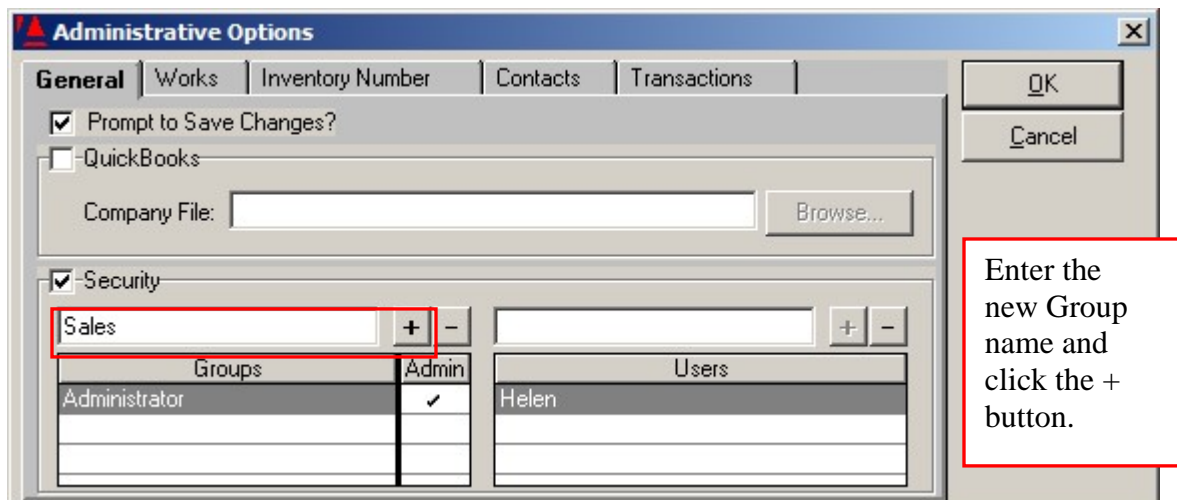 Administrative Options
General Works Inventory Number Contacts Transactions
OK
Prompt to Save Changes?
Cancel
QuickBooks
Company File: Browse...
Security
Sales + - + -
Groups Admin Users
Administrator ✓ Helen
Enter the
new Group
name and
click the +
button.